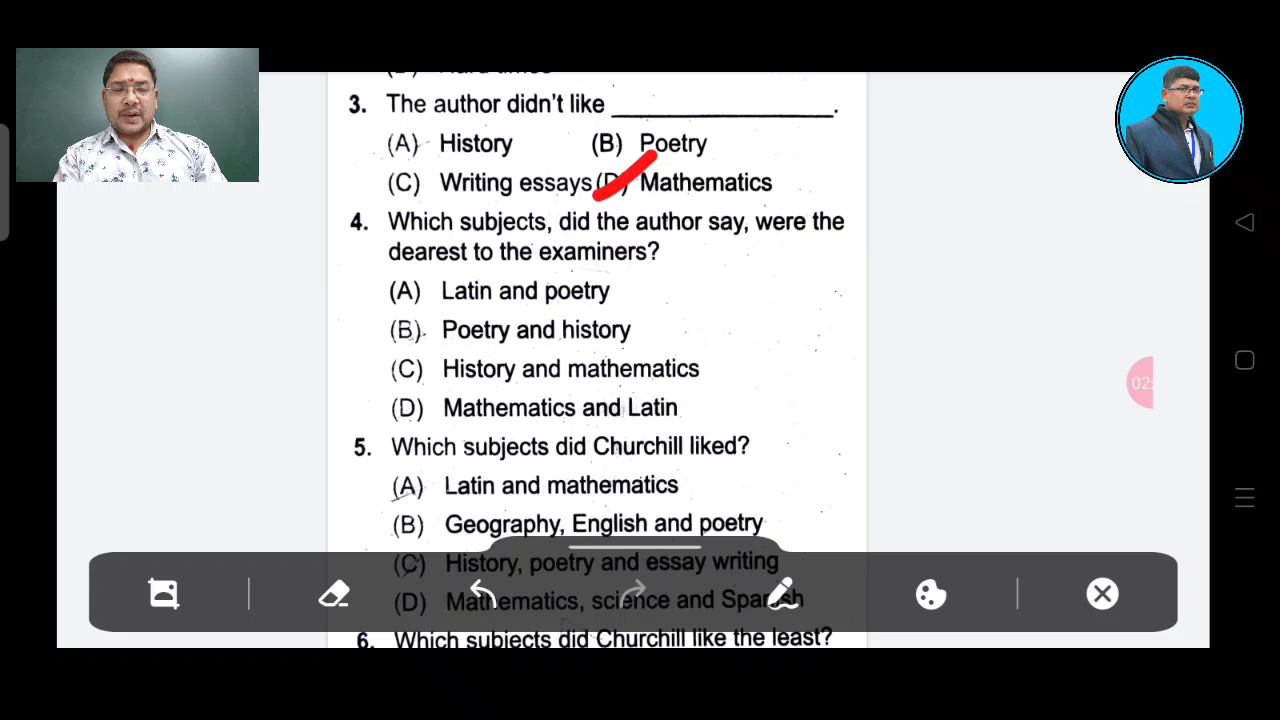 3. The author didn't like ____________.
(A) History (B) Poetry
(C) Writing essays (D) Mathematics
4. Which subjects, did the author say, were the
dearest to the examiners?
(A) Latin and poetry
(B) Poetry and history
(C) History and mathematics
(D) Mathematics and Latin
5. Which subjects did Churchill liked?
(A) Latin and mathematics
(B) Geography, English and poetry
(C) History, poetry and essay writing
(D) Mathematics, science and Spanish
6. Which subjects did Churchill like the least?
02: